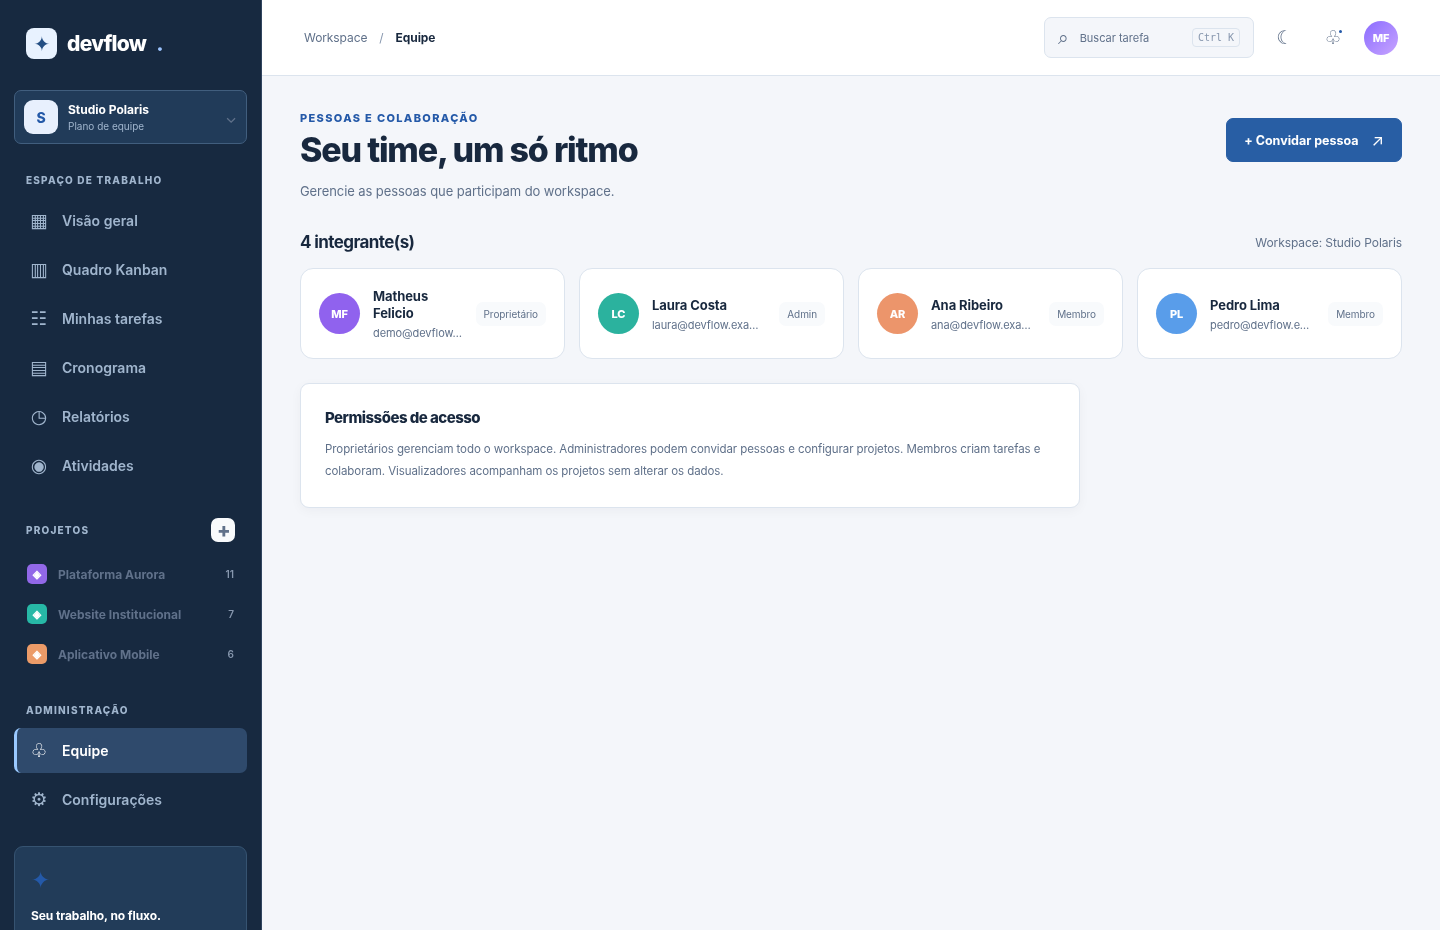 devflow .
S
Studio Polaris
Plano de equipe
ESPAÇO DE TRABALHO
Visão geral
Quadro Kanban
Minhas tarefas
Cronograma
Relatórios
Atividades
PROJETOS
+
Plataforma Aurora 11
Website Institucional 7
Aplicativo Mobile 6
ADMINISTRAÇÃO
Equipe
Configurações
Seu trabalho, no fluxo.
Workspace / Equipe
Buscar tarefa Ctrl K
MF
PESSOAS E COLABORAÇÃO
Seu time, um só ritmo
Gerencie as pessoas que participam do workspace.
+ Convidar pessoa
4 integrante(s)
Workspace: Studio Polaris
MF
Matheus
Felicio
demo@devflow...
Proprietário
LC
Laura Costa
laura@devflow.exa...
Admin
AR
Ana Ribeiro
ana@devflow.exa...
Membro
PL
Pedro Lima
pedro@devflow.e...
Membro
Permissões de acesso
Proprietários gerenciam todo o workspace. Administradores podem convidar pessoas e configurar projetos. Membros criam tarefas e
colaboram. Visualizadores acompanham os projetos sem alterar os dados.